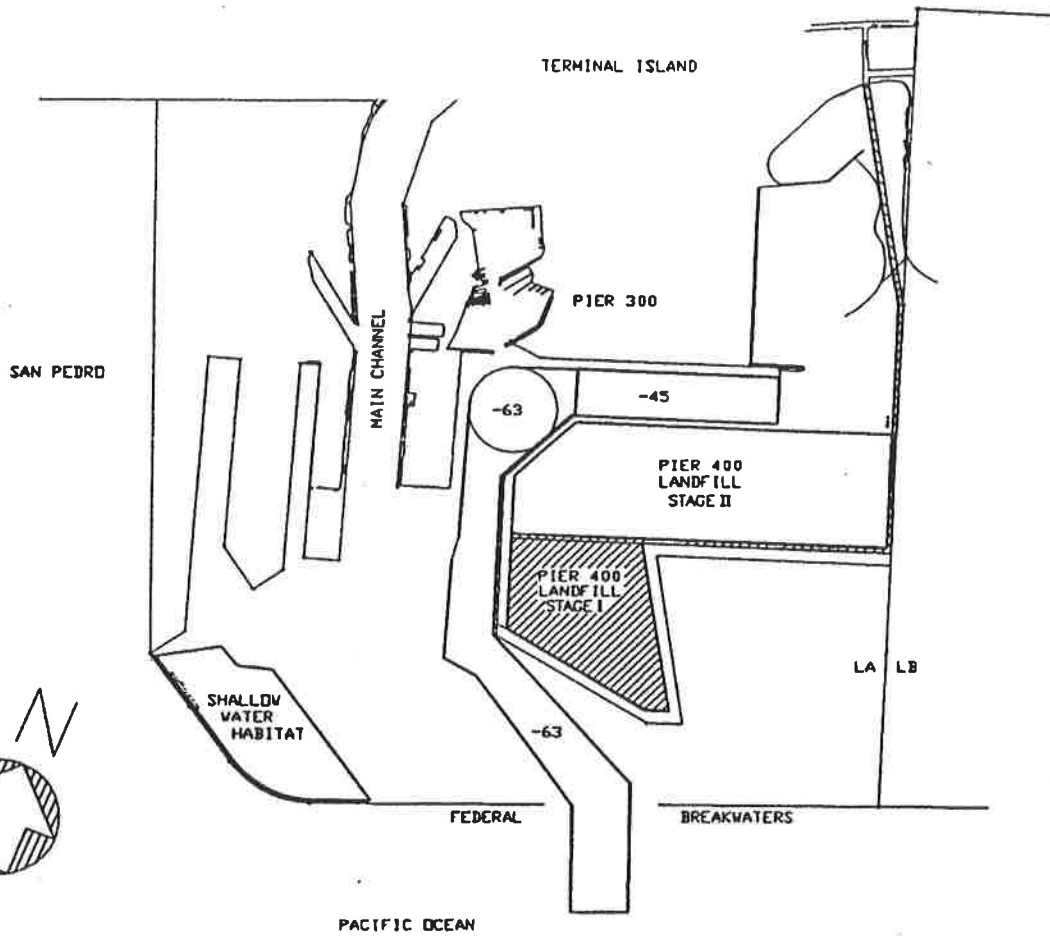 TERMINAL ISLAND
PIER 300
SAN PEDRO
MAIN CHANNEL
-63
-45
PIER 400
LANDFILL
STAGE II
PIER 400
LANDFILL
STAGE I
LA LB
SHALLOW
WATER
HABITAT
-63
FEDERAL BREAKWATERS
PACIFIC OCEAN
N